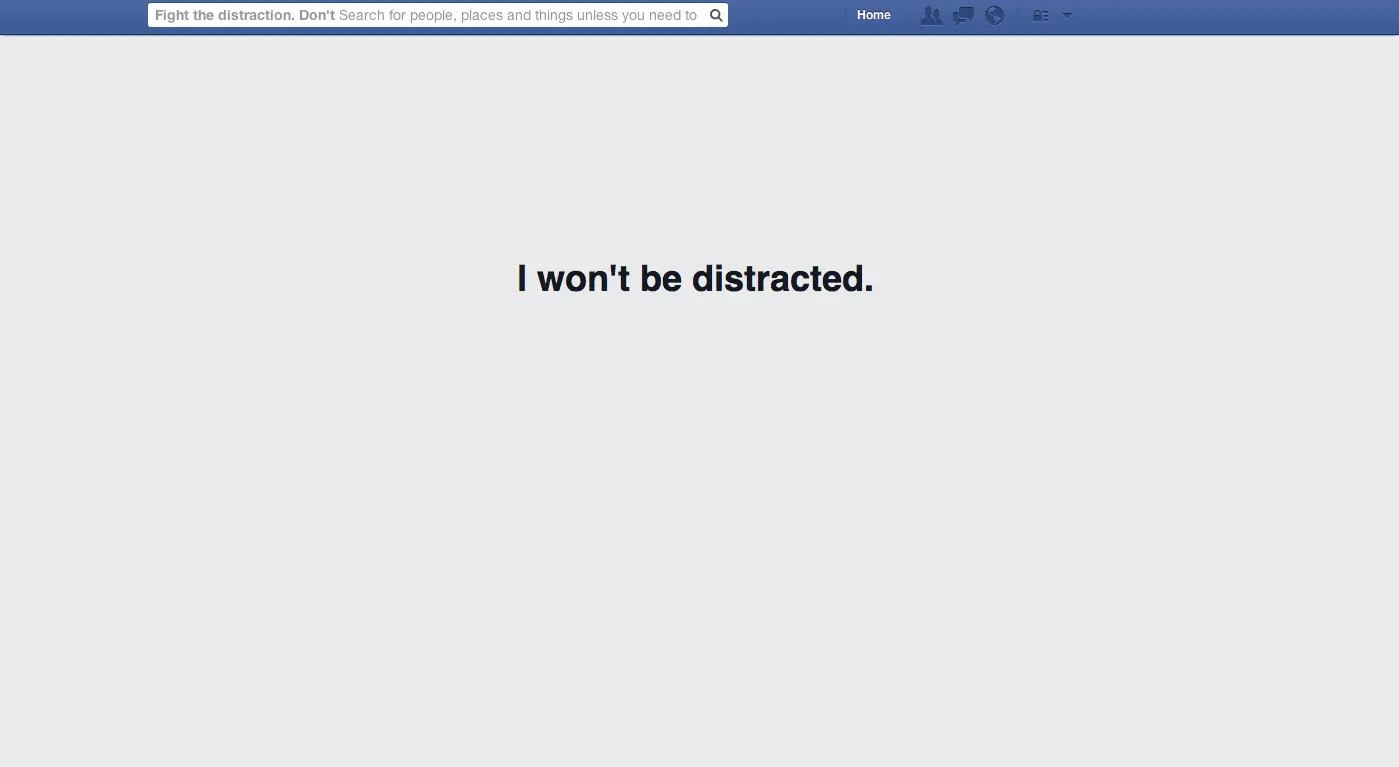 Fight the distraction. Don't Search for people, places and things unless you need to
Home
I won't be distracted.